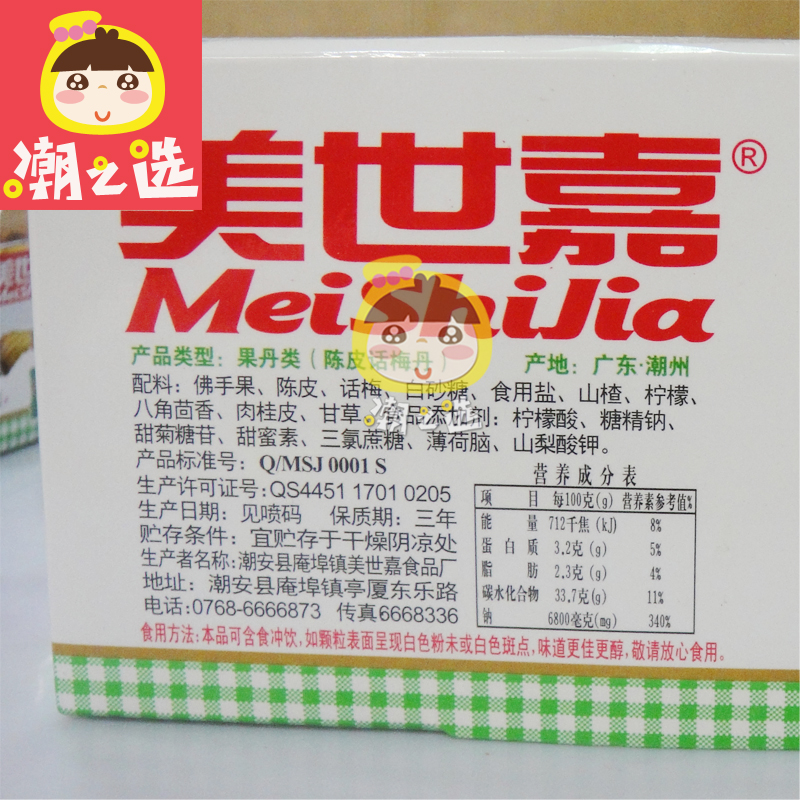 潮之选
美世嘉®
MeiShiJia
产品类型: 果丹类(陈皮话梅丹) 产地: 广东·潮州
配料: 佛手果、陈皮、话梅、白砂糖、食用盐、山楂、柠檬、
八角茴香、肉桂皮、甘草、食品添加剂: 柠檬酸、糖精钠、
甜菊糖苷、甜蜜素、三氯蔗糖、薄荷脑、山梨酸钾。
潮之选
产品标准号: Q/MSJ 0001 S
生产许可证号: QS4451 1701 0205
生产日期: 见喷码 保质期: 三年
贮存条件: 宜贮存于干燥阴凉处
生产者名称: 潮安县庵埠镇美世嘉食品厂
地址: 潮安县庵埠镇亭厦东乐路
电话: 0768-6666873 传真6668336
营养成分表
项 目 每100克(g) 营养素参考值%
能 量 712千焦(kJ) 8%
蛋白质 3.2克(g) 5%
脂 肪 2.3克(g) 4%
碳水化合物 33.7克(g) 11%
钠 6800毫克(mg) 340%
食用方法: 本品可含食冲饮,如颗粒表面呈现白色粉末或白色斑点,味道更佳更醇,敬请放心食用。
美世